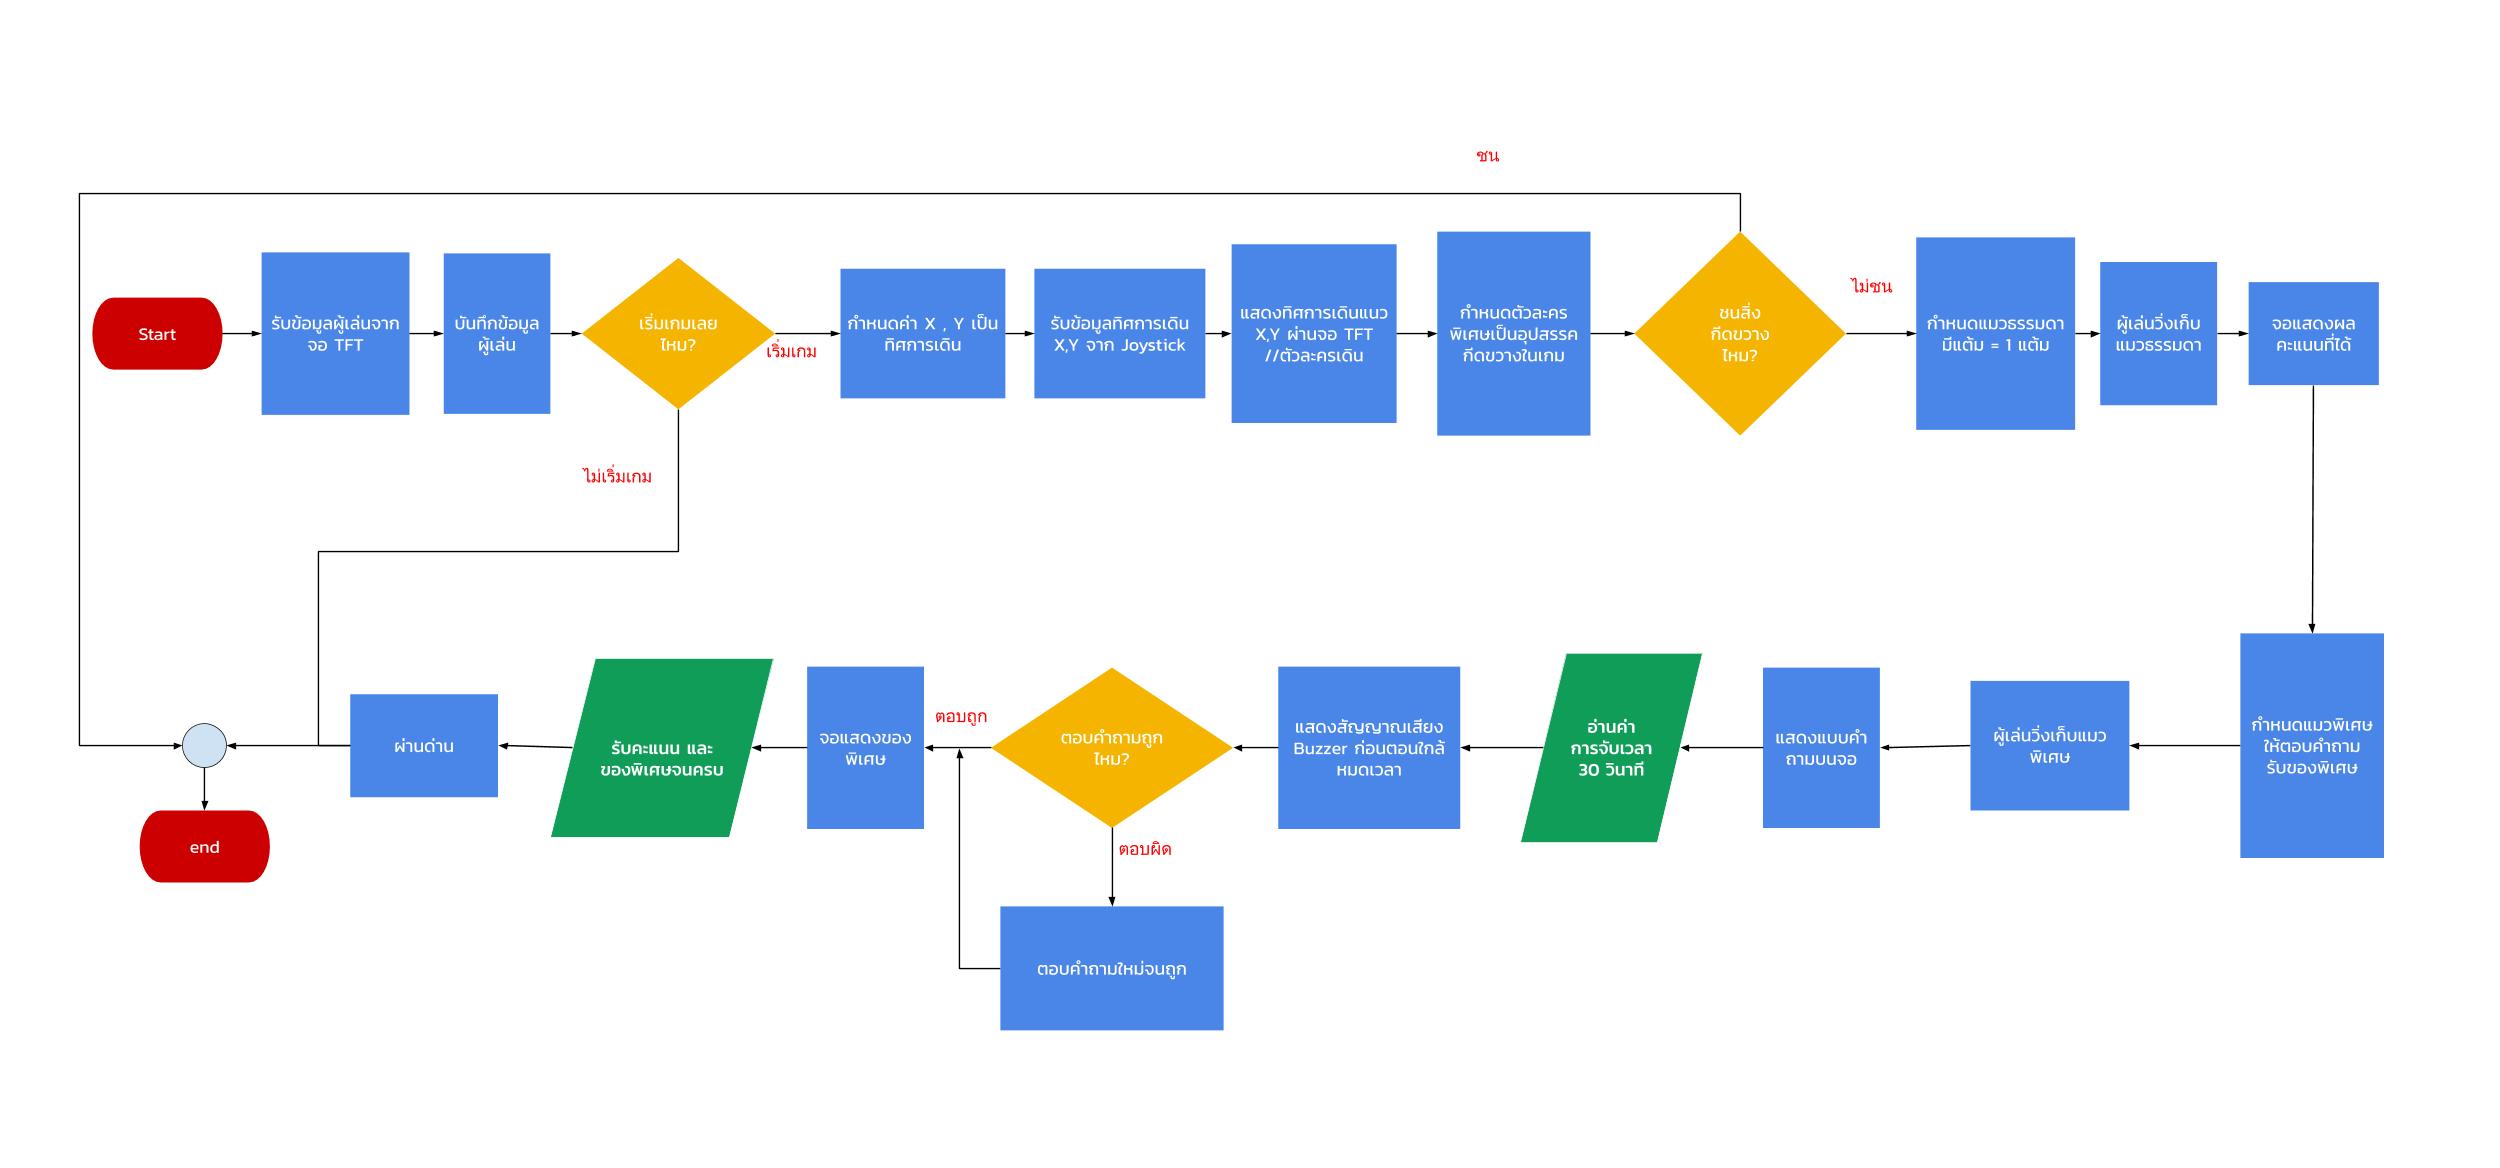 ชน
Start
รับข้อมูลผู้เล่นจาก
จอ TFT
บันทึกข้อมูล
ผู้เล่น
เริ่มเกมเลย
ไหม?
เริ่มเกม
ไม่เริ่มเกม
กำหนดค่า X , Y เป็น
ทิศการเดิน
รับข้อมูลทิศการเดิน
X,Y จาก Joystick
แสดงทิศการเดินแนว
X,Y ผ่านจอ TFT
//ตัวละครเดิน
กำหนดตัวละคร
พิเศษเป็นอุปสรรค
กีดขวางในเกม
ชนสิ่ง
กีดขวาง
ไหม?
ไม่ชน
กำหนดแมวธรรมดา
มีแต้ม = 1 แต้ม
ผู้เล่นวิ่งเก็บ
แมวธรรมดา
จอแสดงผล
คะแนนที่ได้
กำหนดแมวพิเศษ
ให้ตอบคำถาม
รับของพิเศษ
ผู้เล่นวิ่งเก็บแมว
พิเศษ
แสดงแบบคำ
ถามบนจอ
อ่านค่า
การจับเวลา
30 วินาที
แสดงสัญญาณเสียง
Buzzer ก่อนตอนใกล้
หมดเวลา
ตอบคำถามถูก
ไหม?
ตอบถูก
ตอบผิด
ตอบคำถามใหม่จนถูก
จอแสดงของ
พิเศษ
รับคะแนน และ
ของพิเศษจนครบ
ผ่านด่าน
end